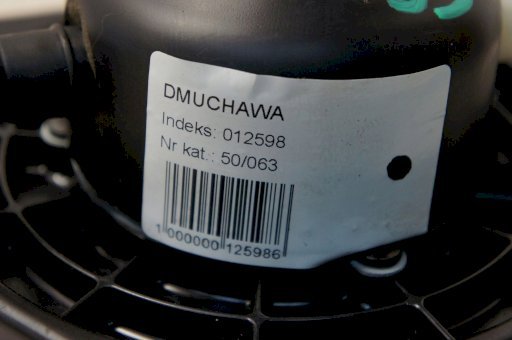 DMUCHAWA
Indeks: 012598
Nr kat.: 50/063
1 000000 125986